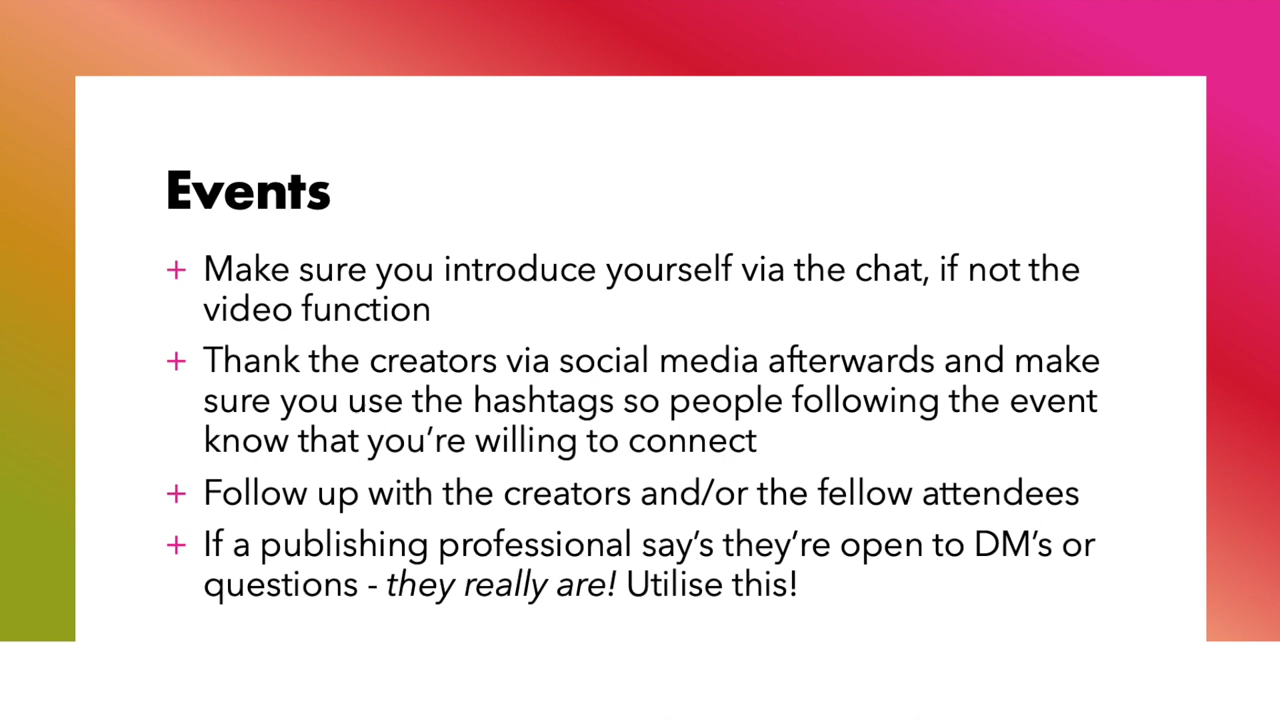 Events
+ Make sure you introduce yourself via the chat, if not the
video function
+ Thank the creators via social media afterwards and make
sure you use the hashtags so people following the event
know that you’re willing to connect
+ Follow up with the creators and/or the fellow attendees
+ If a publishing professional say’s they’re open to DM’s or
questions - they really are! Utilise this!